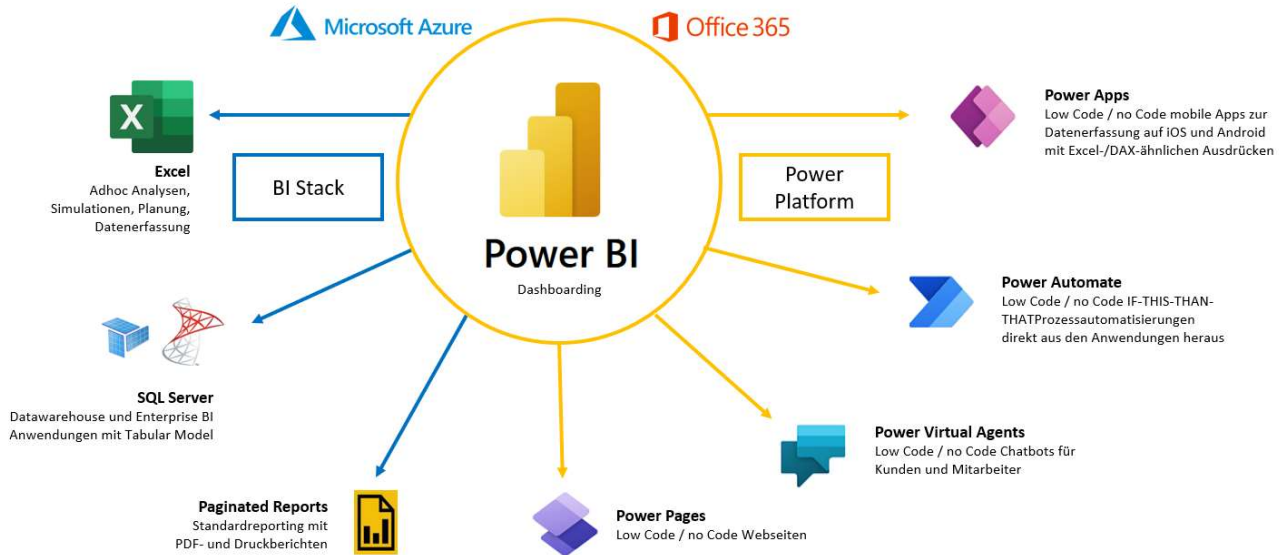 Microsoft Azure
Office 365
Excel
Adhoc Analysen,
Simulationen, Planung,
Datenerfassung
BI Stack
Power BI
Dashboarding
Power
Platform
Power Apps
Low Code / no Code mobile Apps zur
Datenerfassung auf iOS und Android
mit Excel-/DAX-ähnlichen Ausdrücken
SQL Server
Datawarehouse und Enterprise BI
Anwendungen mit Tabular Model
Power Automate
Low Code / no Code IF-THIS-THAN-
THATProzessautomatisierungen
direkt aus den Anwendungen heraus
Paginated Reports
Standardreporting mit
PDF- und Druckberichten
Power Pages
Low Code / no Code Webseiten
Power Virtual Agents
Low Code / no Code Chatbots für
Kunden und Mitarbeiter